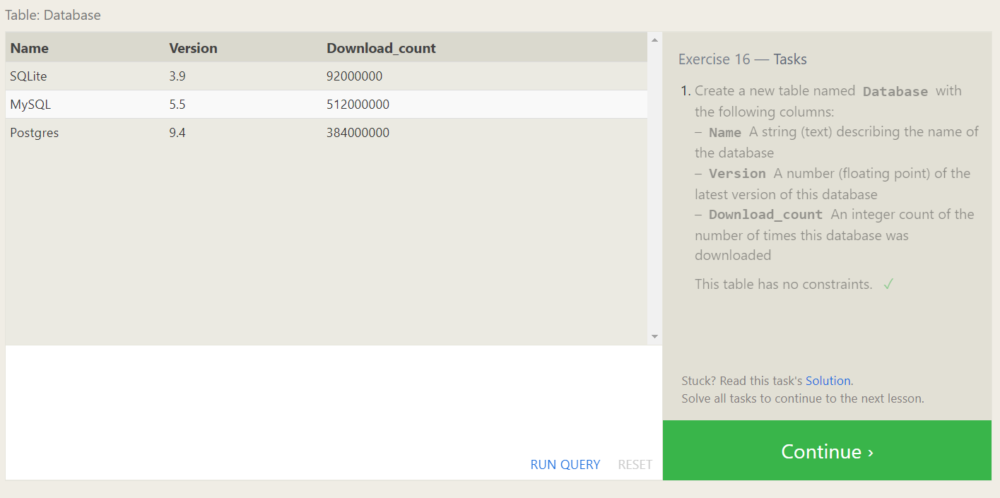 Table: Database
Name Version Download_count
SQLite 3.9 92000000
MySQL 5.5 512000000
Postgres 9.4 384000000
RUN QUERY RESET
Exercise 16 — Tasks
1. Create a new table named Database with
the following columns:
– Name A string (text) describing the name of
the database
– Version A number (floating point) of the
latest version of this database
– Download_count An integer count of the
number of times this database was
downloaded
This table has no constraints. ✓
Stuck? Read this task's Solution.
Solve all tasks to continue to the next lesson.
Continue ›